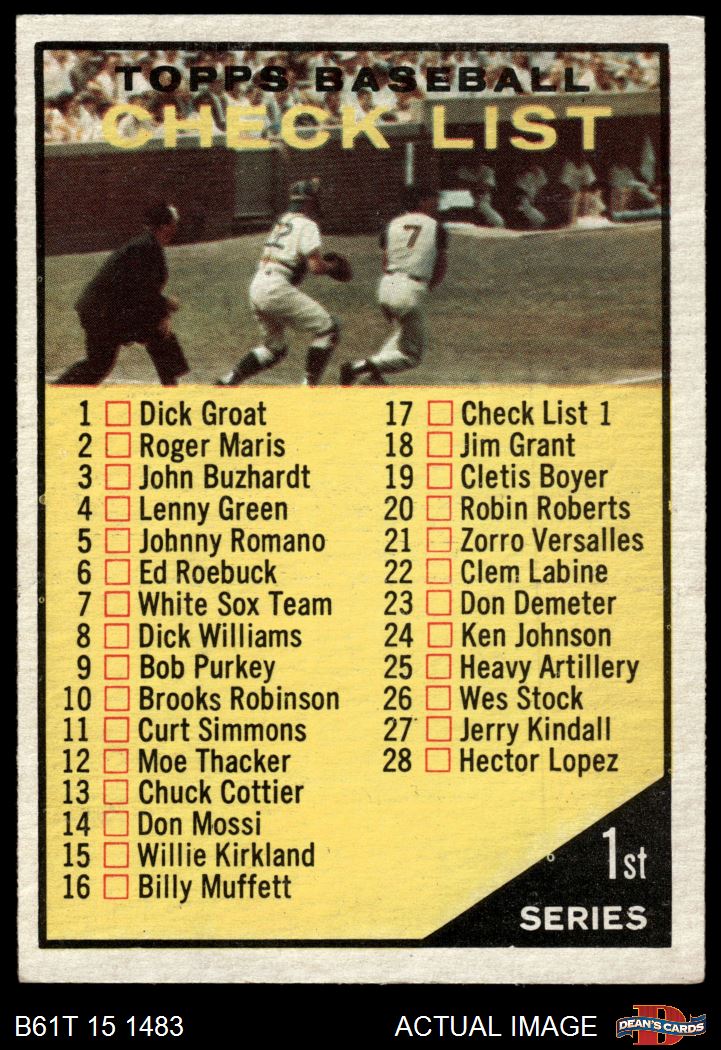 TOPPS BASEBALL
CHECK LIST
22
7
1 Dick Groat
2 Roger Maris
3 John Buzhardt
4 Lenny Green
5 Johnny Romano
6 Ed Roebuck
7 White Sox Team
8 Dick Williams
9 Bob Purkey
10 Brooks Robinson
11 Curt Simmons
12 Moe Thacker
13 Chuck Cottier
14 Don Mossi
15 Willie Kirkland
16 Billy Muffett
17 Check List 1
18 Jim Grant
19 Cletis Boyer
20 Robin Roberts
21 Zorro Versalles
22 Clem Labine
23 Don Demeter
24 Ken Johnson
25 Heavy Artillery
26 Wes Stock
27 Jerry Kindall
28 Hector Lopez
1st
SERIES
B61T 15 1483
ACTUAL IMAGE
D
DEAN'S CARDS